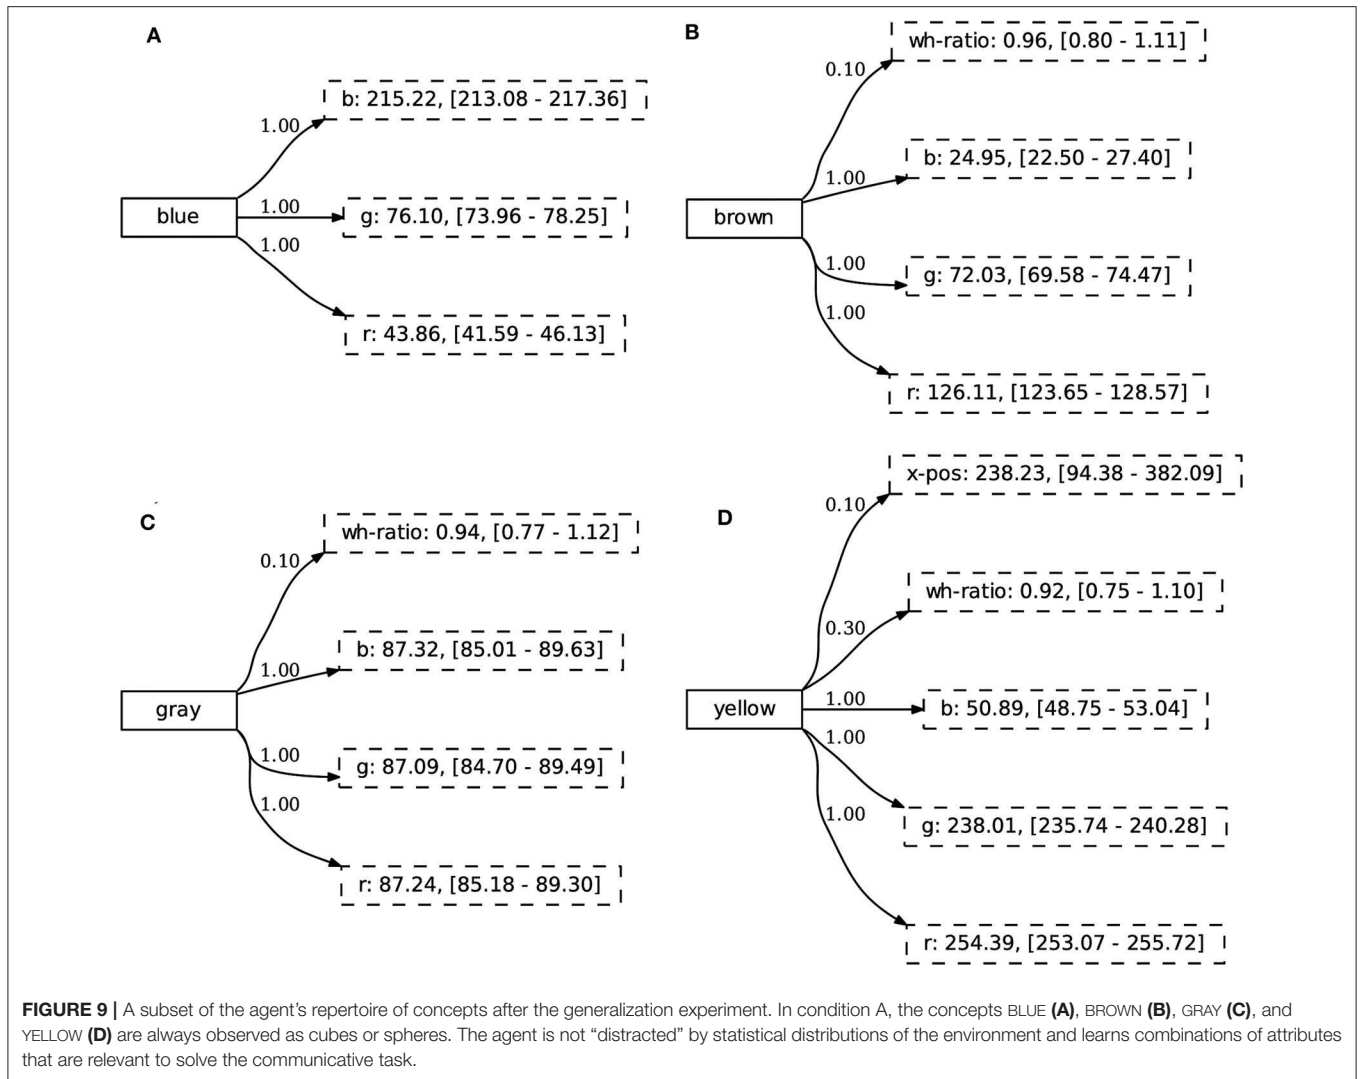 A
b: 215.22, [213.08 - 217.36]
1.00
blue
1.00
g: 76.10, [73.96 - 78.25]
1.00
r: 43.86, [41.59 - 46.13]
B
wh-ratio: 0.96, [0.80 - 1.11]
0.10
b: 24.95, [22.50 - 27.40]
1.00
brown
1.00
g: 72.03, [69.58 - 74.47]
1.00
r: 126.11, [123.65 - 128.57]
C
wh-ratio: 0.94, [0.77 - 1.12]
0.10
b: 87.32, [85.01 - 89.63]
1.00
gray
1.00
g: 87.09, [84.70 - 89.49]
1.00
r: 87.24, [85.18 - 89.30]
D
x-pos: 238.23, [94.38 - 382.09]
0.10
wh-ratio: 0.92, [0.75 - 1.10]
0.30
yellow
1.00
b: 50.89, [48.75 - 53.04]
1.00
g: 238.01, [235.74 - 240.28]
1.00
r: 254.39, [253.07 - 255.72]
FIGURE 9 | A subset of the agent's repertoire of concepts after the generalization experiment. In condition A, the concepts BLUE (A), BROWN (B), GRAY (C), and
YELLOW (D) are always observed as cubes or spheres. The agent is not “distracted” by statistical distributions of the environment and learns combinations of attributes
that are relevant to solve the communicative task.